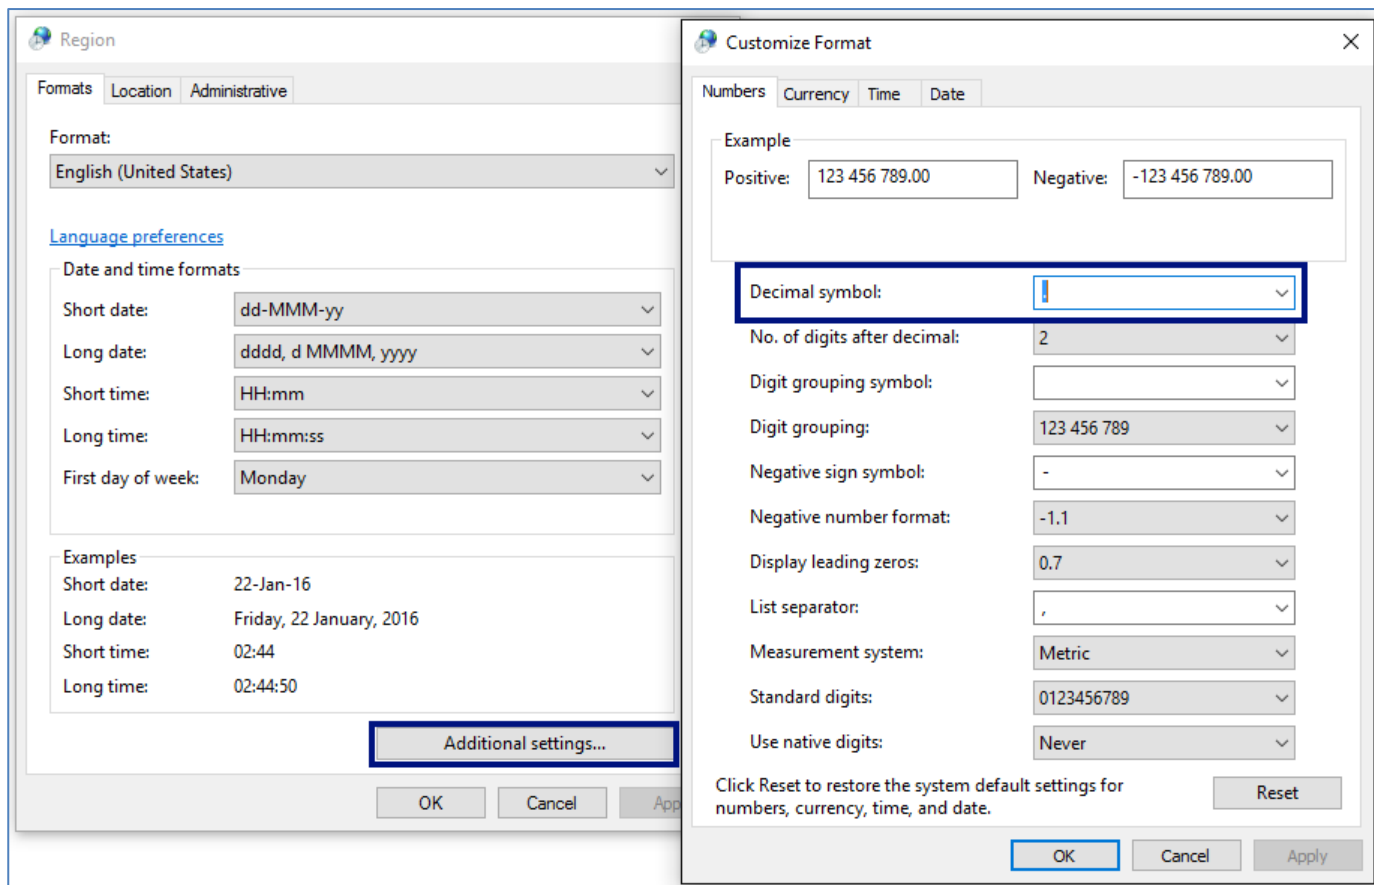 Region
Formats Location Administrative
Format:
English (United States)
Language preferences
Date and time formats
Short date: dd-MMM-yy
Long date: dddd, d MMMM, yyyy
Short time: HH:mm
Long time: HH:mm:ss
First day of week: Monday
Examples
Short date: 22-Jan-16
Long date: Friday, 22 January, 2016
Short time: 02:44
Long time: 02:44:50
Additional settings...
OK Cancel App
Customize Format
Numbers Currency Time Date
Example
Positive: 123 456 789.00 Negative: -123 456 789.00
Decimal symbol: .
No. of digits after decimal: 2
Digit grouping symbol:
Digit grouping: 123 456 789
Negative sign symbol: -
Negative number format: -1.1
Display leading zeros: 0.7
List separator: ,
Measurement system: Metric
Standard digits: 0123456789
Use native digits: Never
Click Reset to restore the system default settings for
numbers, currency, time, and date.
Reset
OK Cancel Apply